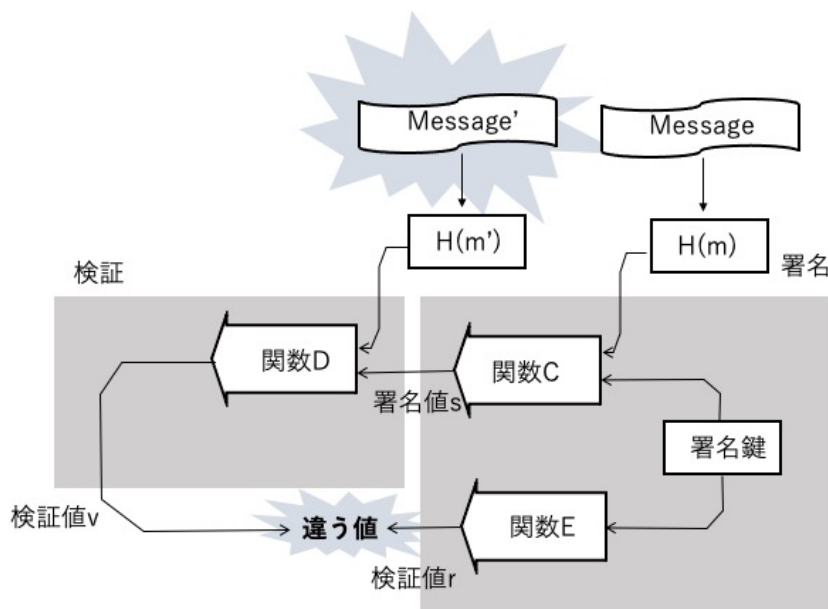 Message’
Message
H(m’)
H(m)
検証
署名
関数D
関数C
署名値s
署名鍵
検証値v
違う値
関数E
検証値r